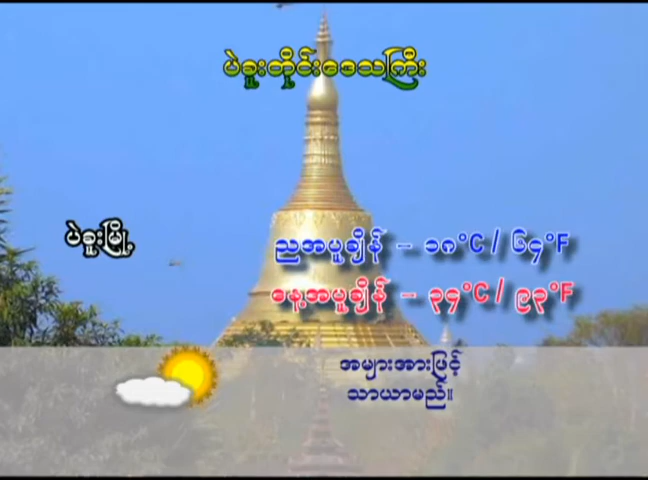 ပဲခူးတိုင်းဒေသကြီး
ပဲခူးမြို့
ညအပူချိန် - ၁၈°C / ၆၄°F
နေ့အပူချိန် - ၃၄°C / ၉၃°F
အများအားဖြင့်
သာယာမည်။